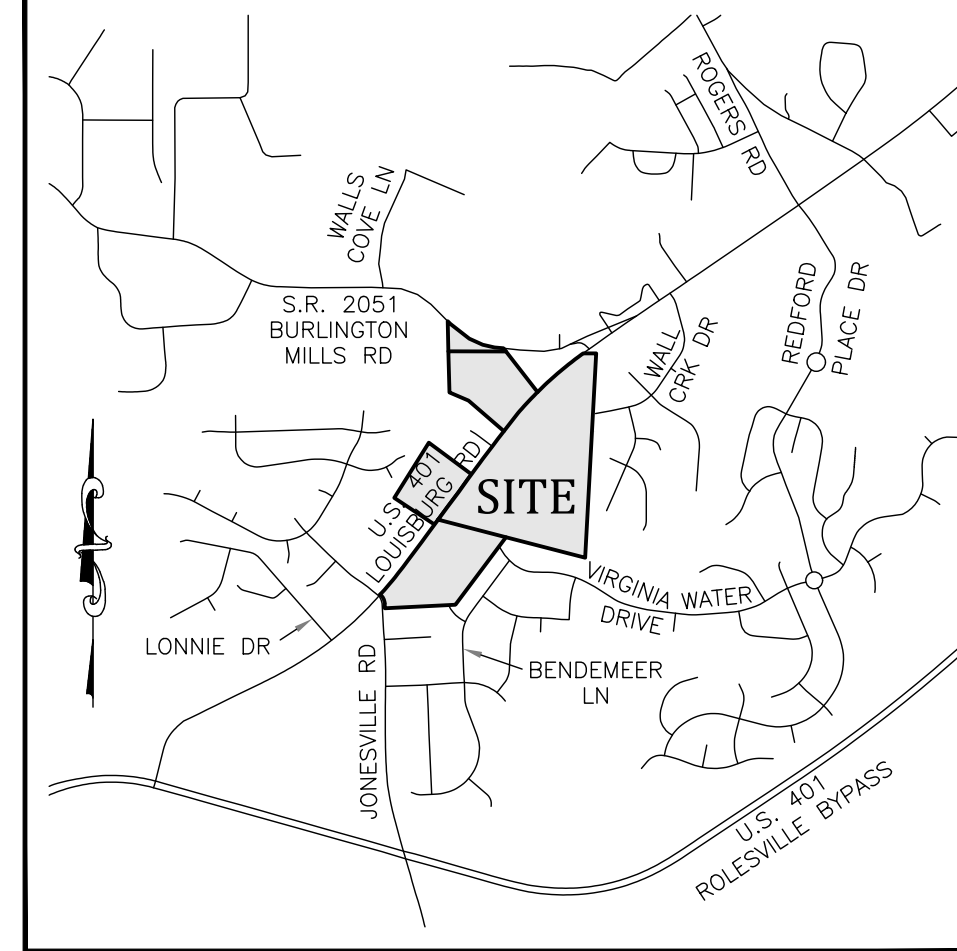 ROGERS RD
WALLS
COVE LN
REDFORD
PLACE DR
S.R. 2051
BURLINGTON
MILLS RD
WALL
CRK DR
U.S. 401
LOUISBURG RD
SITE
VIRGINIA WATER
DRIVE
LONNIE DR
BENDEMEER
LN
JONESVILLE RD
U.S. 401
ROLESVILLE BYPASS